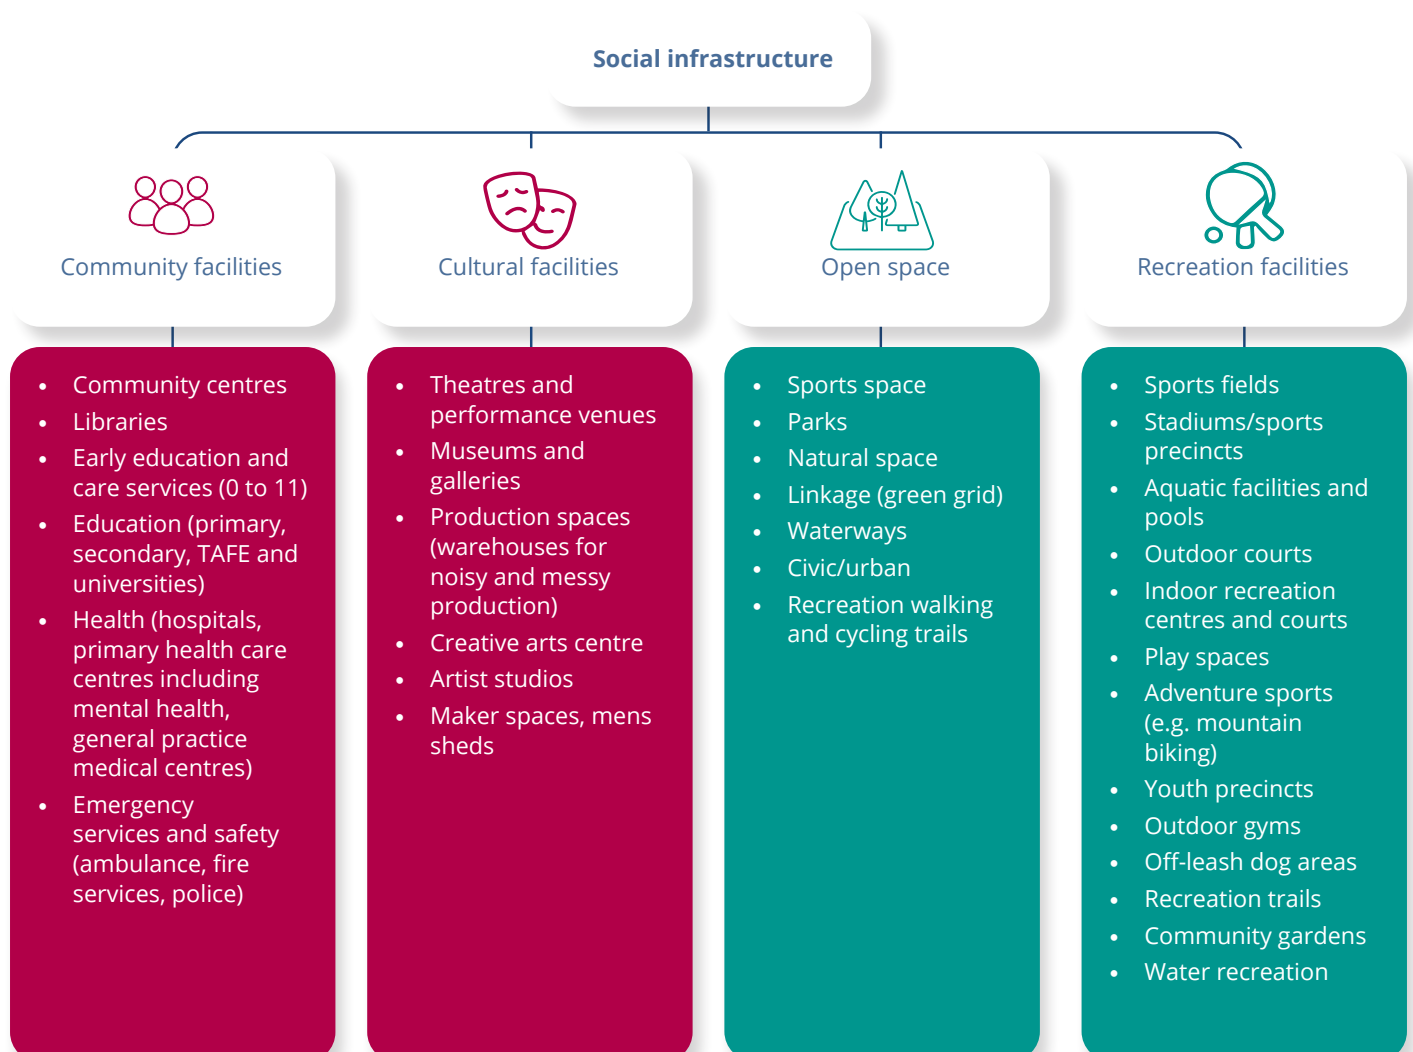 Social infrastructure
Community facilities
Cultural facilities
Open space
Recreation facilities
• Community centres
• Libraries
• Early education and
care services (0 to 11)
• Education (primary,
secondary, TAFE and
universities)
• Health (hospitals,
primary health care
centres including
mental health,
general practice
medical centres)
• Emergency
services and safety
(ambulance, fire
services, police)
• Theatres and
performance venues
• Museums and
galleries
• Production spaces
(warehouses for
noisy and messy
production)
• Creative arts centre
• Artist studios
• Maker spaces, mens
sheds
• Sports space
• Parks
• Natural space
• Linkage (green grid)
• Waterways
• Civic/urban
• Recreation walking
and cycling trails
• Sports fields
• Stadiums/sports
precincts
• Aquatic facilities and
pools
• Outdoor courts
• Indoor recreation
centres and courts
• Play spaces
• Adventure sports
(e.g. mountain
biking)
• Youth precincts
• Outdoor gyms
• Off-leash dog areas
• Recreation trails
• Community gardens
• Water recreation